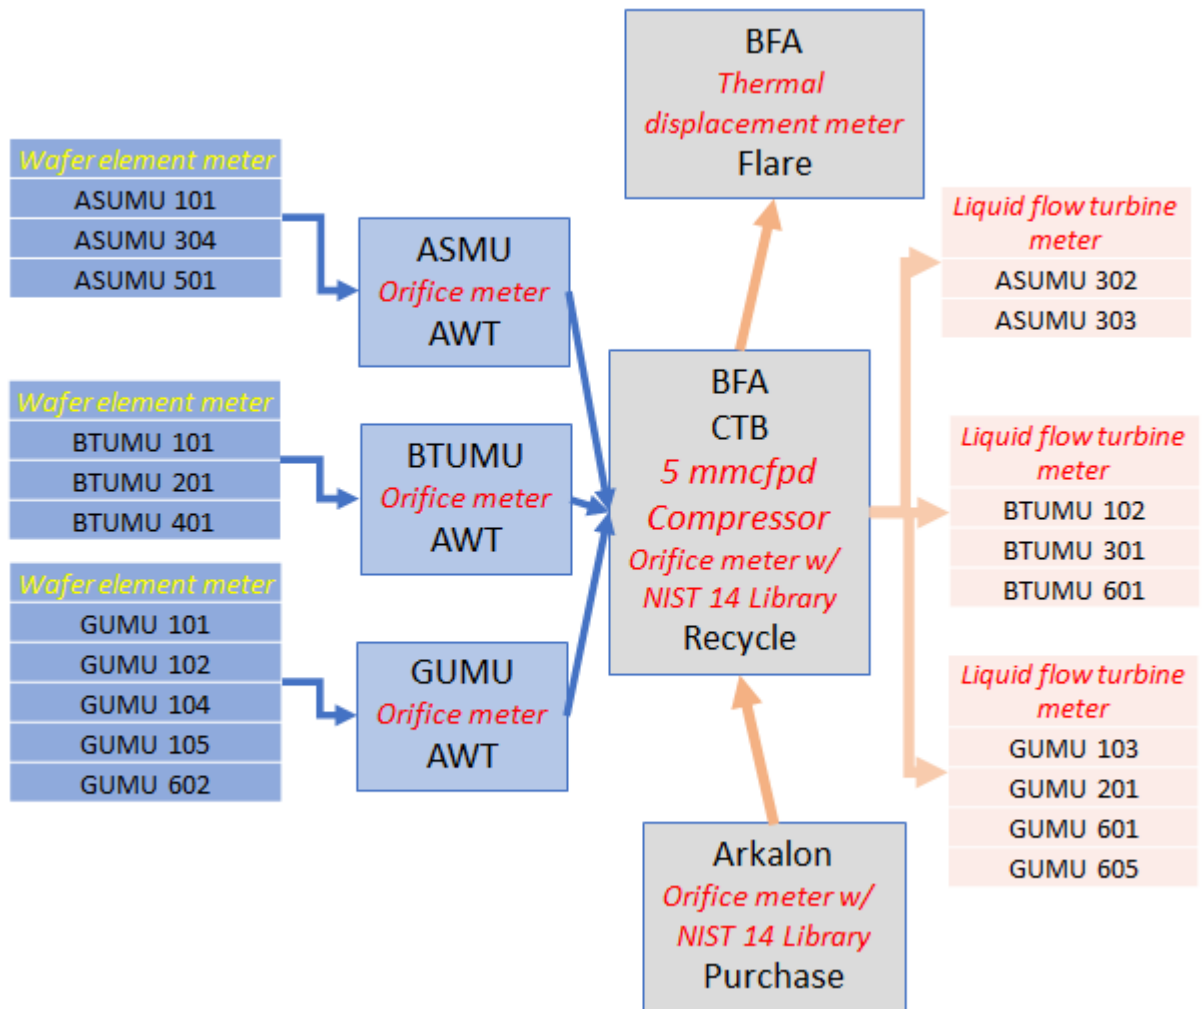 BFA
Thermal
displacement meter
Flare
Wafer element meter
ASUMU 101
ASUMU 304
ASUMU 501
ASMU
Orifice meter
AWT
Wafer element meter
BTUMU 101
BTUMU 201
BTUMU 401
BTUMU
Orifice meter
AWT
Wafer element meter
GUMU 101
GUMU 102
GUMU 104
GUMU 105
GUMU 602
GUMU
Orifice meter
AWT
BFA
CTB
5 mmcfpd
Compressor
Orifice meter w/
NIST 14 Library
Recycle
Arkalon
Orifice meter w/
NIST 14 Library
Purchase
Liquid flow turbine
meter
ASUMU 302
ASUMU 303
Liquid flow turbine
meter
BTUMU 102
BTUMU 301
BTUMU 601
Liquid flow turbine
meter
GUMU 103
GUMU 201
GUMU 601
GUMU 605